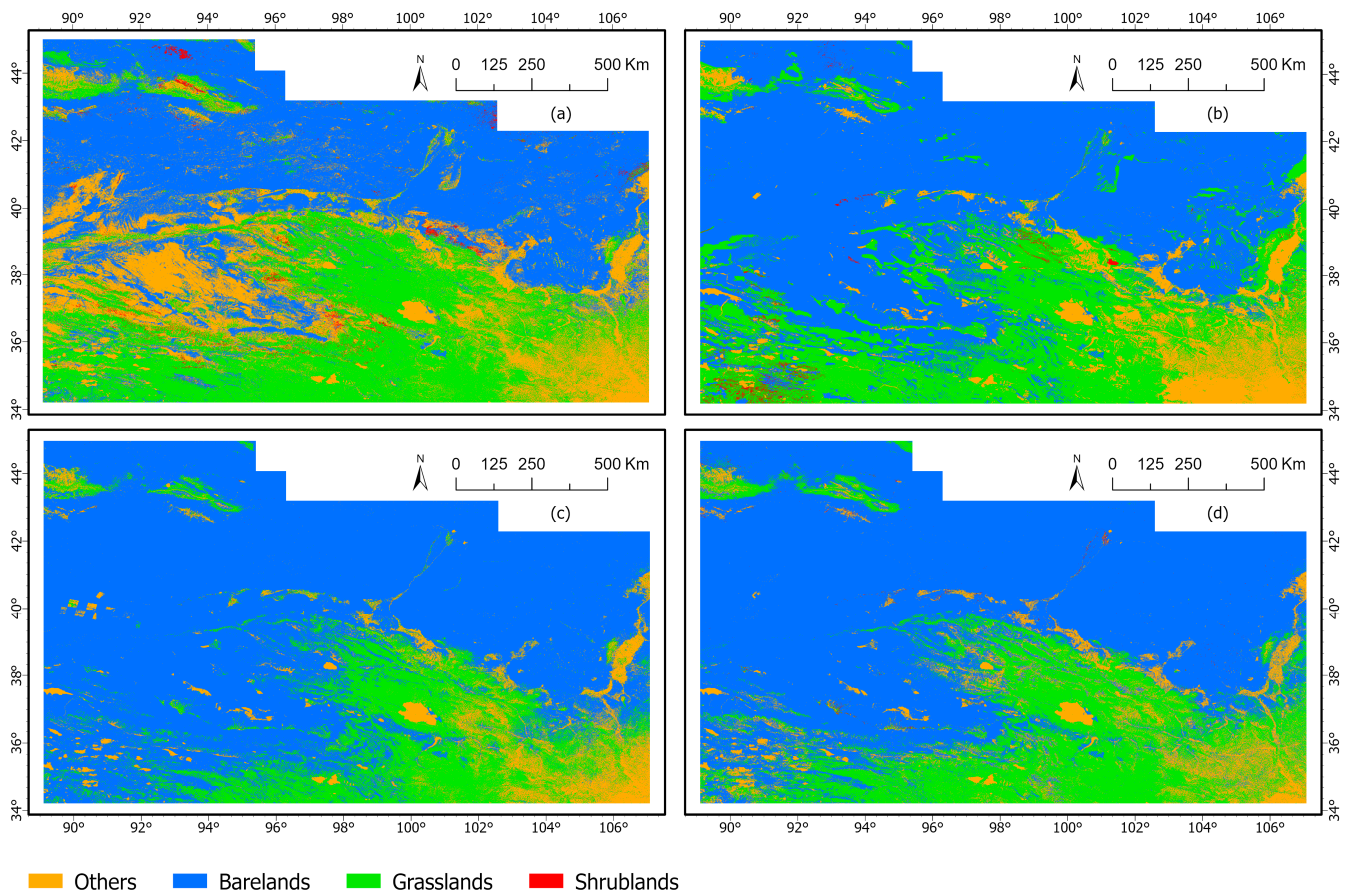 90° 92° 94° 96° 98° 100° 102° 104° 106° 90° 92° 94° 96° 98° 100° 102° 104° 106°
N N
0 125 250 500 Km 0 125 250 500 Km
44° 44°
(a) (b)
42° 42°
40° 40°
38° 38°
36° 36°
34° 34°
N N
0 125 250 500 Km 0 125 250 500 Km
44° 44°
(c) (d)
42° 42°
40° 40°
38° 38°
36° 36°
34° 34°
90° 92° 94° 96° 98° 100° 102° 104° 106° 90° 92° 94° 96° 98° 100° 102° 104° 106°
Others Barelands Grasslands Shrublands